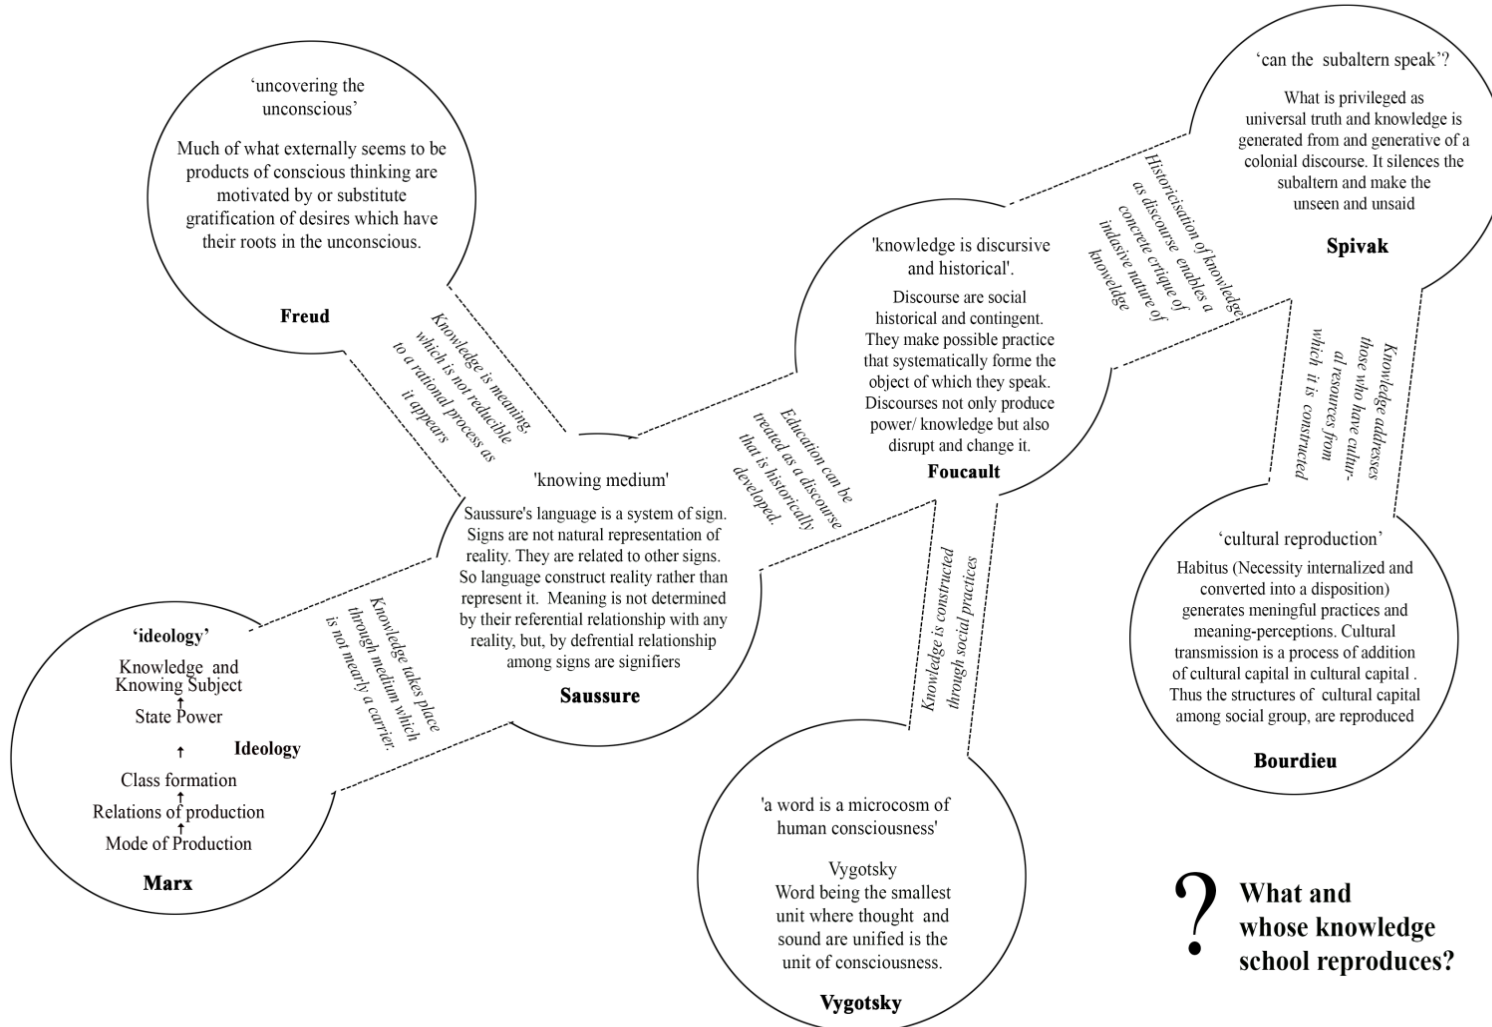 ‘uncovering the
unconscious’
Much of what externally seems to be
products of conscious thinking are
motivated by or substitute
gratification of desires which have
their roots in the unconscious.
Freud
Knowledge is meaning,
which is not reducible
to a rational process as
it appears
'knowing medium'
Saussure's language is a system of sign.
Signs are not natural representation of
reality. They are related to other signs.
So language construct reality rather than
represent it. Meaning is not determined
by their referential relationship with any
reality, but, by defrential relationship
among signs are signifiers
Saussure
Knowledge takes place
through medium which
is not mearly a carrier.
‘ideology’
Knowledge and
Knowing Subject
↑
State Power
↑ Ideology
Class formation
↑
Relations of production
↑
Mode of Production
Marx
Education can be
treated as a discourse
that is historically
developed.
'knowledge is discursive
and historical'.
Discourse are social
historical and contingent.
They make possible practice
that systematically forme the
object of which they speak.
Discourses not only produce
power/ knowledge but also
disrupt and change it.
Foucault
Historicisation of knowledge
as discourse enables a
concrete crtique of
indasive nature of
knoweldge
‘can the subaltern speak’?
What is privileged as
universal truth and knowledge is
generated from and generative of a
colonial discourse. It silences the
subaltern and make the
unseen and unsaid
Spivak
Knowledge addresses
those who have cultur-
al resources from
which it is constructed
‘cultural reproduction’
Habitus (Necessity internalized and
converted into a disposition)
generates meningful practices and
meaning-perceptions. Cultural
transmission is a process of addition
of cultural capital in cultural capital .
Thus the structures of cultural capital
among social group, are reproduced
Bourdieu
Knowledge is constructed
through social practices
'a word is a microcosm of
human consciousness'
Vygotsky
Word being the smallest
unit where thought and
sound are unified is the
unit of consciousness.
Vygotsky
? What and
whose knowledge
school reproduces?